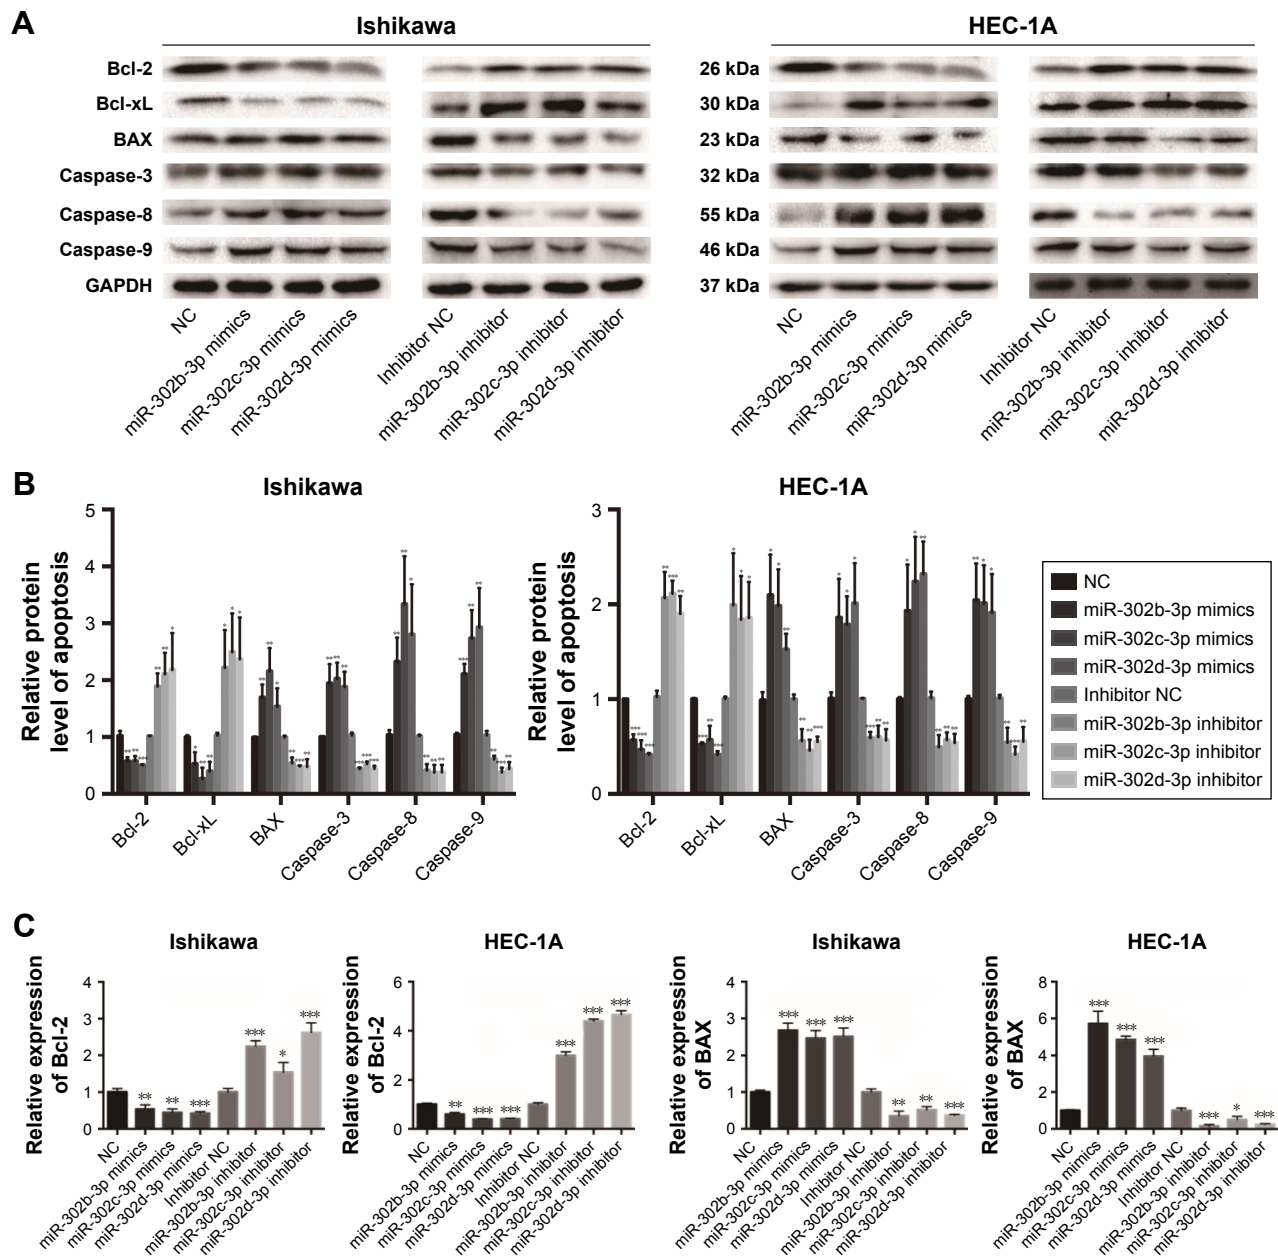 A
Ishikawa
HEC-1A
Bcl-2
26 kDa
Bcl-xL
30 kDa
BAX
23 kDa
Caspase-3
32 kDa
Caspase-8
55 kDa
Caspase-9
46 kDa
GAPDH
37 kDa
NC
miR-302b-3p mimics
miR-302c-3p mimics
miR-302d-3p mimics
Inhibitor NC
miR-302b-3p inhibitor
miR-302c-3p inhibitor
miR-302d-3p inhibitor
NC
miR-302b-3p mimics
miR-302c-3p mimics
miR-302d-3p mimics
Inhibitor NC
miR-302b-3p inhibitor
miR-302c-3p inhibitor
miR-302d-3p inhibitor
B
Ishikawa
Relative protein
level of apoptosis
5
4
3
2
1
0
Bcl-2
Bcl-xL
BAX
Caspase-3
Caspase-8
Caspase-9
HEC-1A
Relative protein
level of apoptosis
3
2
1
0
Bcl-2
Bcl-xL
BAX
Caspase-3
Caspase-8
Caspase-9
NC
miR-302b-3p mimics
miR-302c-3p mimics
miR-302d-3p mimics
Inhibitor NC
miR-302b-3p inhibitor
miR-302c-3p inhibitor
miR-302d-3p inhibitor
C
Ishikawa
Relative expression
of Bcl-2
4
3
2
1
0
** ** *** *** * ***
NC
miR-302b-3p mimics
miR-302c-3p mimics
miR-302d-3p mimics
Inhibitor NC
miR-302b-3p inhibitor
miR-302c-3p inhibitor
miR-302d-3p inhibitor
HEC-1A
Relative expression
of Bcl-2
6
4
2
0
** *** *** *** *** ***
NC
miR-302b-3p mimics
miR-302c-3p mimics
miR-302d-3p mimics
Inhibitor NC
miR-302b-3p inhibitor
miR-302c-3p inhibitor
miR-302d-3p inhibitor
Ishikawa
Relative expression
of BAX
4
3
2
1
0
*** *** *** ** ** ***
NC
miR-302b-3p mimics
miR-302c-3p mimics
miR-302d-3p mimics
Inhibitor NC
miR-302b-3p inhibitor
miR-302c-3p inhibitor
miR-302d-3p inhibitor
HEC-1A
Relative expression
of BAX
8
6
4
2
0
*** *** *** *** * ***
NC
miR-302b-3p mimics
miR-302c-3p mimics
miR-302d-3p mimics
Inhibitor NC
miR-302b-3p inhibitor
miR-302c-3p inhibitor
miR-302d-3p inhibitor